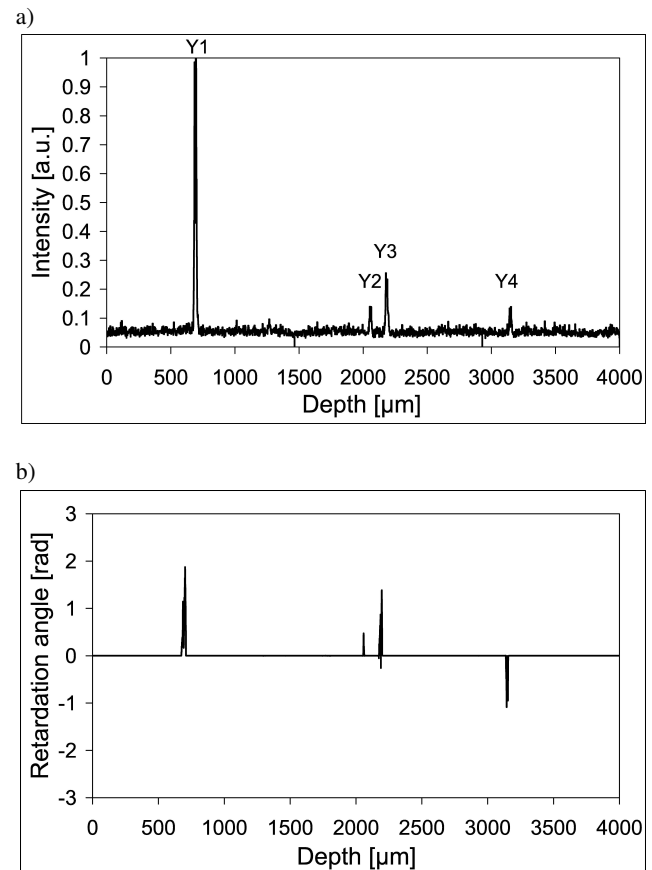 a)
Y1
1
0.9
0.8
0.7
0.6
0.5
0.4
0.3
0.2
0.1
0
Intensity [a.u.]
Y3
Y2
Y4
0 500 1000 1500 2000 2500 3000 3500 4000
Depth [µm]
b)
3
2
1
0
-1
-2
-3
Retardation angle [rad]
0 500 1000 1500 2000 2500 3000 3500 4000
Depth [µm]